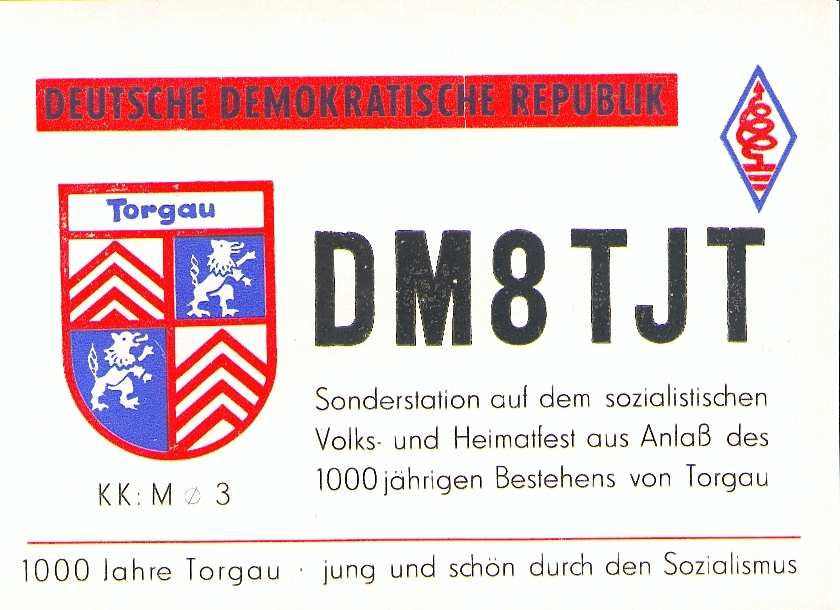 DEUTSCHE DEMOKRATISCHE REPUBLIK
Torgau
DM8TJT
Sonderstation auf dem sozialistischen
Volks- und Heimatfest aus Anlaß des
1000jährigen Bestehens von Torgau
KK: M ∅ 3
1000 Jahre Torgau · jung und schön durch den Sozialismus